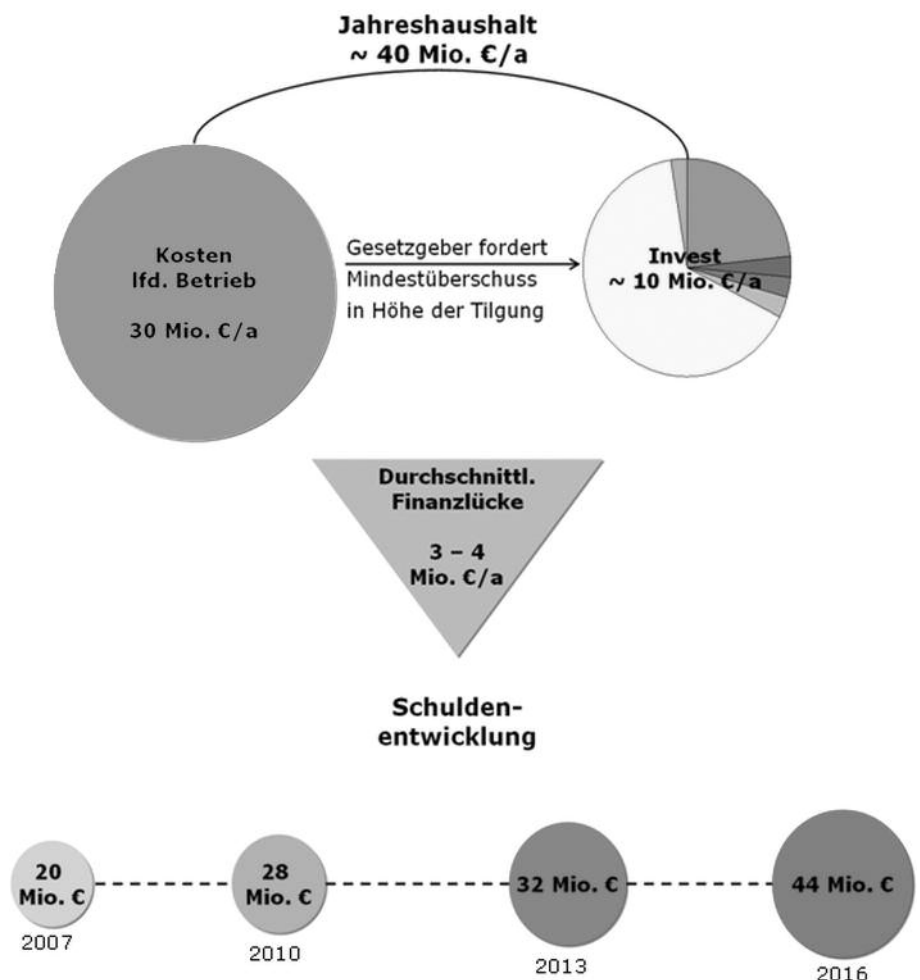 Jahreshaushalt
~ 40 Mio. €/a
Kosten
lfd. Betrieb
30 Mio. €/a
Gesetzgeber fordert
Mindestüberschuss
in Höhe der Tilgung
Invest
~ 10 Mio. €/a
Durchschnittl.
Finanzlücke
3 – 4
Mio. €/a
Schulden-
entwicklung
20
Mio. €
2007
28
Mio. €
2010
32 Mio. €
2013
44 Mio. €
2016